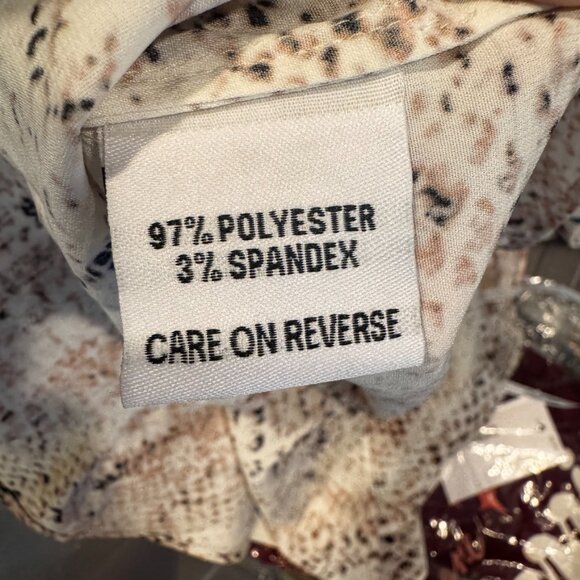 97% POLYESTER
3% SPANDEX
CARE ON REVERSE